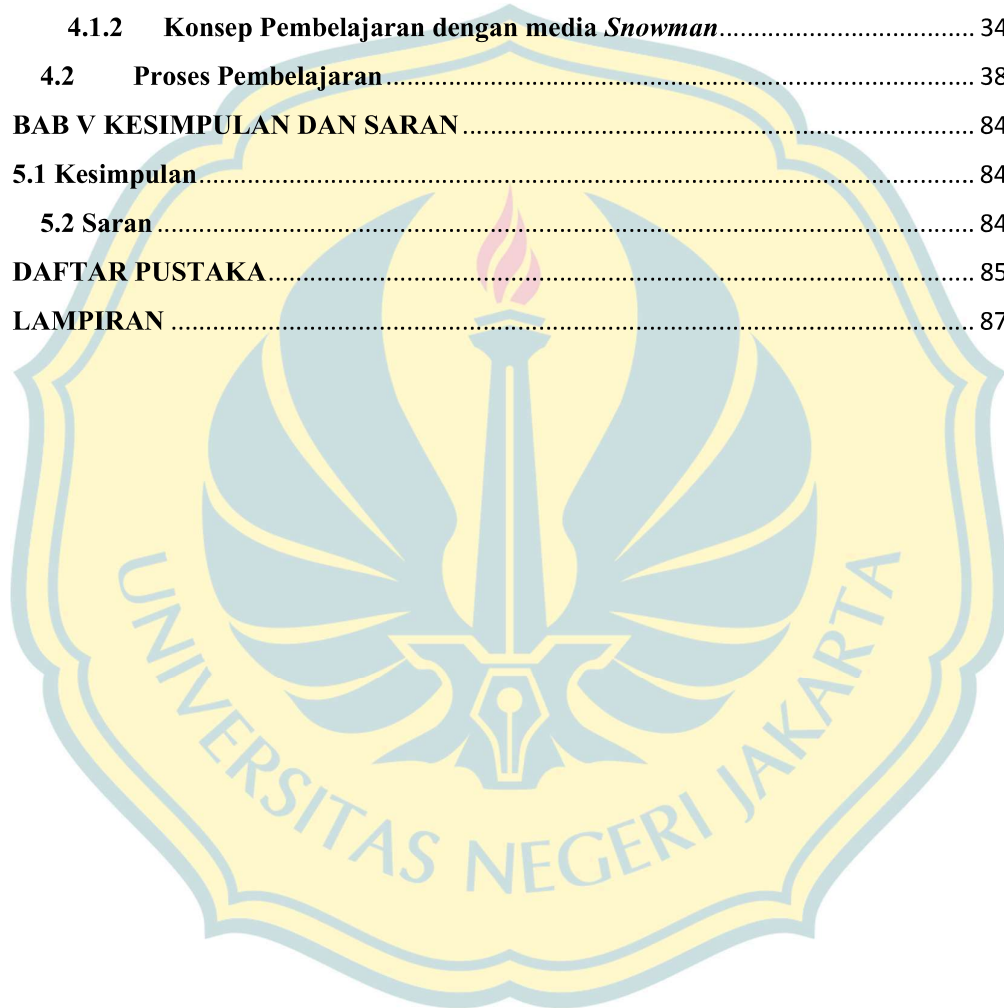 4.1.2 Konsep Pembelajaran dengan media Snowman.................................. 34
4.2 Proses Pembelajaran.................................................................................. 38
BAB V KESIMPULAN DAN SARAN....................................................................... 84
5.1 Kesimpulan........................................................................................................... 84
5.2 Saran................................................................................................................. 84
DAFTAR PUSTAKA................................................................................................. 85
LAMPIRAN............................................................................................................... 87
UNIVERSITAS NEGERI JAKARTA